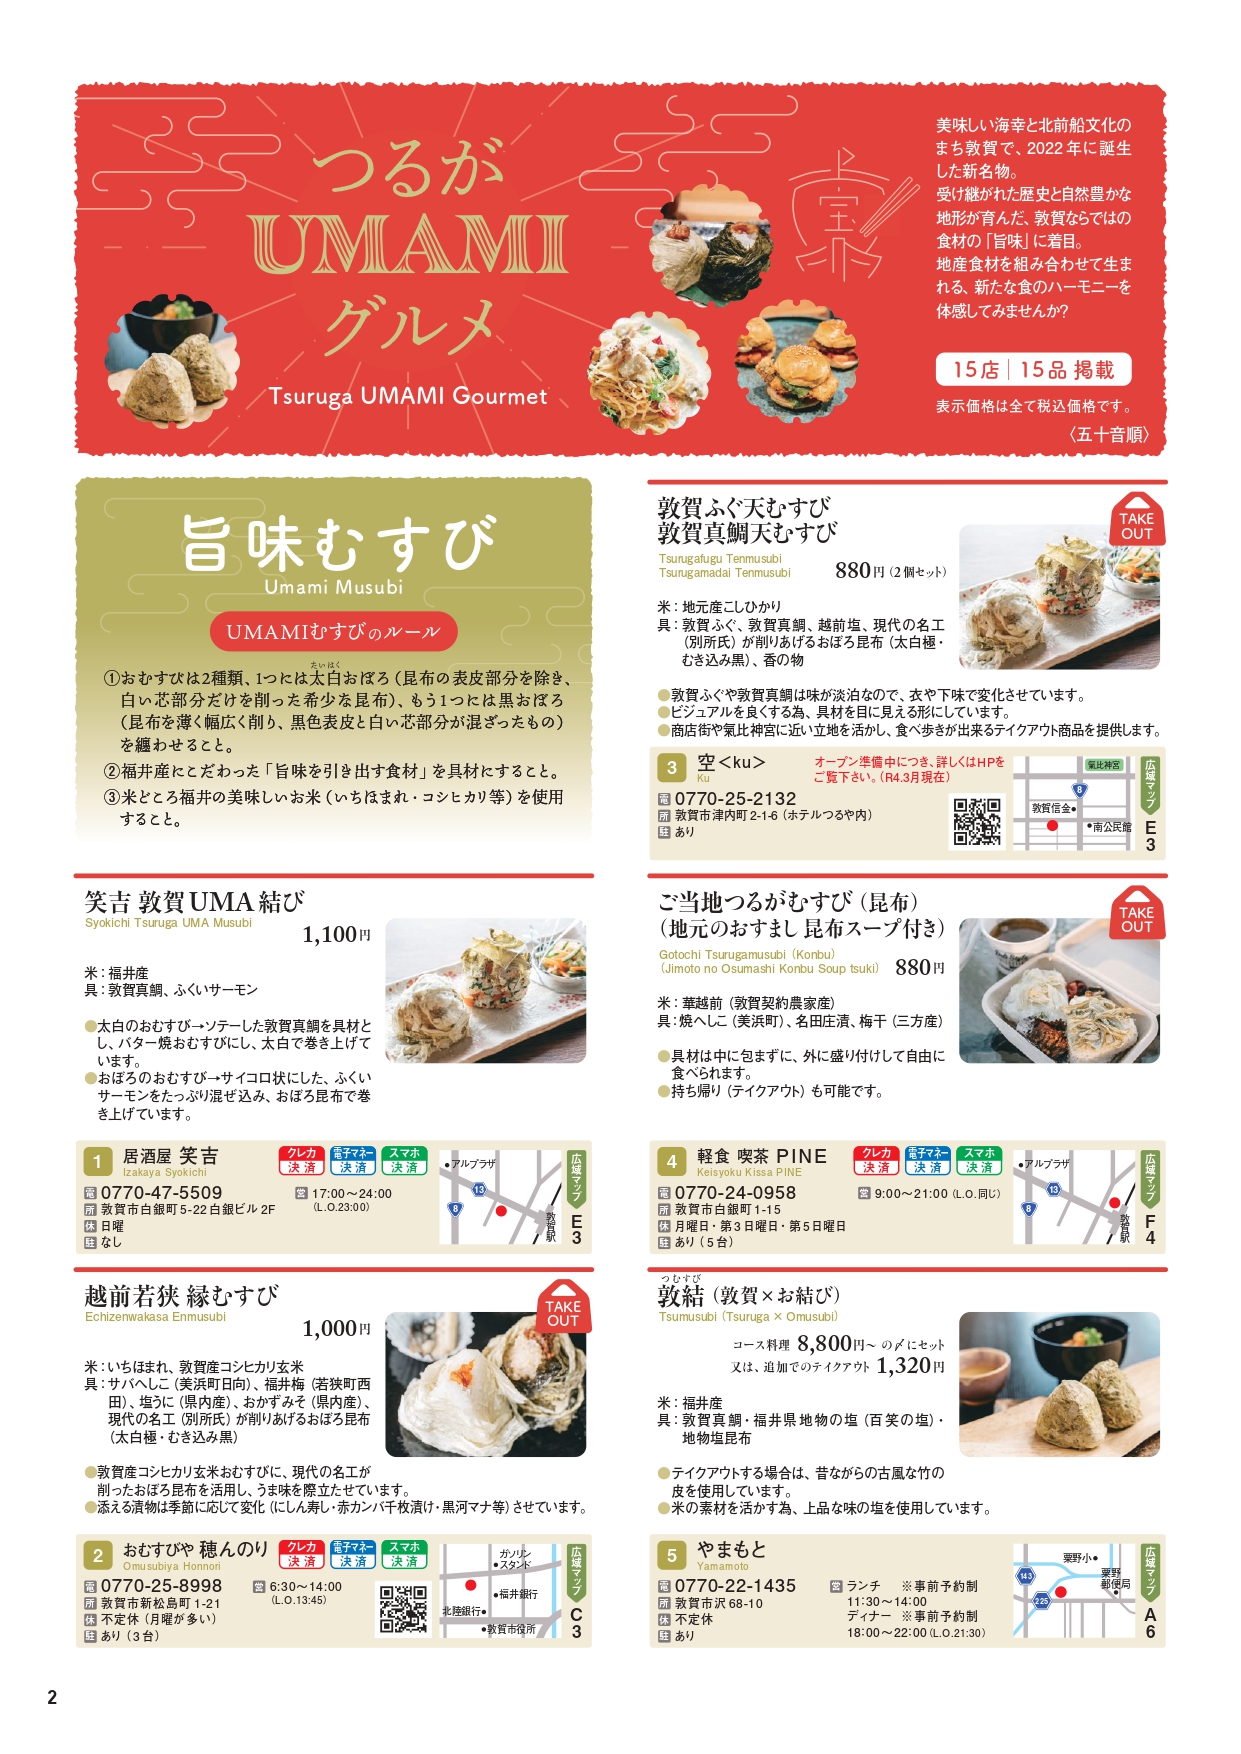 つるが
UMAMI
グルメ
Tsuruga UMAMI Gourmet
美味しい海幸と北前船文化の
まち敦賀で、2022年に誕生
した新名物。
受け継がれた歴史と自然豊かな
地形が育んだ、敦賀ならではの
食材の「旨味」に着目。
地産食材を組み合わせて生ま
れる、新たな食のハーモニーを
体感してみませんか?
15店|15品 掲載
表示価格は全て税込価格です。
〈五十音順〉
旨味むすび
Umami Musubi
UMAMIむすびのルール
たいはく
①おむすびは2種類、1つには太白おぼろ(昆布の表皮部分を除き、
白い芯部分だけを削った希少な昆布)、もう1つには黒おぼろ
(昆布を薄く幅広く削り、黒色表皮と白い芯部分が混ざったもの)
を纏わせること。
②福井産にこだわった「旨味を引き出す食材」を具材にすること。
③米どころ福井の美味しいお米(いちほまれ・コシヒカリ等)を使用
すること。
敦賀ふぐ天むすび
敦賀真鯛天むすび
Tsurugafugu Tenmusubi
Tsurugamadai Tenmusubi
880円(2個セット)
TAKE
OUT
米:地元産こしひかり
具:敦賀ふぐ、敦賀真鯛、越前塩、現代の名工
(別所氏)が削りあげるおぼろ昆布(太白極・
むき込み黒)、香の物
●敦賀ふぐや敦賀真鯛は味が淡泊なので、衣や下味で変化させています。
●ビジュアルを良くする為、具材を目に見える形にしています。
●商店街や氣比神宮に近い立地を活かし、食べ歩きが出来るテイクアウト商品を提供します。
3 空<ku>
Ku
オープン準備中につき、詳しくはHPを
ご覧下さい。(R4.3月現在)
電 0770-25-2132
所 敦賀市津内町2-1-6(ホテルつるや内)
駐 あり
氣比神宮
8
敦賀信金
南公民館
広域マップ
E
3
笑吉 敦賀UMA結び
Syokichi Tsuruga UMA Musubi
1,100円
米:福井産
具:敦賀真鯛、ふくいサーモン
●太白のおむすび→ソテーした敦賀真鯛を具材と
し、バター焼おむすびにし、太白で巻き上げて
います。
●おぼろのおむすび→サイコロ状にした、ふくい
サーモンをたっぷり混ぜ込み、おぼろ昆布で巻
き上げています。
1 居酒屋 笑吉
Izakaya Syokichi
クレカ決済 電子マネー決済 スマホ決済
電 0770-47-5509
所 敦賀市白銀町5-22 白銀ビル2F
休 日曜
駐 なし
営 17:00〜24:00
(L.O.23:00)
アルプラザ
13
8
敦賀駅
広域マップ
E
3
ご当地つるがむすび(昆布)
(地元のおすまし 昆布スープ付き)
Gotochi Tsurugamusubi(Konbu)
(Jimoto no Osumashi Konbu Soup tsuki)
880円
TAKE
OUT
米:華越前(敦賀契約農家産)
具:焼へしこ(美浜町)、名田庄漬、梅干(三方産)
●具材は中に包まずに、外に盛り付けして自由に
食べられます。
●持ち帰り(テイクアウト)も可能です。
4 軽食 喫茶 PINE
Keisyoku Kissa PINE
クレカ決済 電子マネー決済 スマホ決済
電 0770-24-0958
所 敦賀市白銀町1-15
休 月曜日・第3日曜日・第5日曜日
駐 あり(5台)
営 9:00〜21:00(L.O.同じ)
アルプラザ
13
8
敦賀駅
広域マップ
F
4
越前若狭 縁むすび
Echizenwakasa Enmusubi
1,000円
TAKE
OUT
米:いちほまれ、敦賀産コシヒカリ玄米
具:サバへしこ(美浜町日向)、福井梅(若狭町西
田)、塩うに(県内産)、おかずみそ(県内産)、
現代の名工(別所氏)が削りあげるおぼろ昆布
(太白極・むき込み黒)
●敦賀産コシヒカリ玄米おむすびに、現代の名工が
削ったおぼろ昆布を活用し、うま味を際立たせています。
●添える漬物は季節に応じて変化(にしん寿し・赤カンバ千枚漬け・黒河マナ等)させています。
2 おむすびや 穂んのり
Omusubiya Honnori
クレカ決済 電子マネー決済 スマホ決済
電 0770-25-8998
所 敦賀市新松島町1-21
休 不定休(月曜が多い)
駐 あり(3台)
営 6:30〜14:00
(L.O.13:45)
ガソリン
スタンド
福井銀行
北陸銀行
敦賀市役所
広域マップ
C
3
つむすび
敦結(敦賀×お結び)
Tsumusubi(Tsuruga × Omusubi)
コース料理 8,800円〜 の〆にセット
又は、追加でのテイクアウト 1,320円
米:福井産
具:敦賀真鯛・福井県地物の塩(百笑の塩)・
地物塩昆布
●テイクアウトする場合は、昔ながらの古風な竹の
皮を使用しています。
●米の素材を活かす為、上品な味の塩を使用しています。
5 やまもと
Yamamoto
電 0770-22-1435
所 敦賀市沢68-10
休 不定休
駐 あり
営 ランチ ※事前予約制
11:30〜14:00
ディナー ※事前予約制
18:00〜22:00(L.O.21:30)
粟野小
粟野
郵便局
143
225
広域マップ
A
6
2